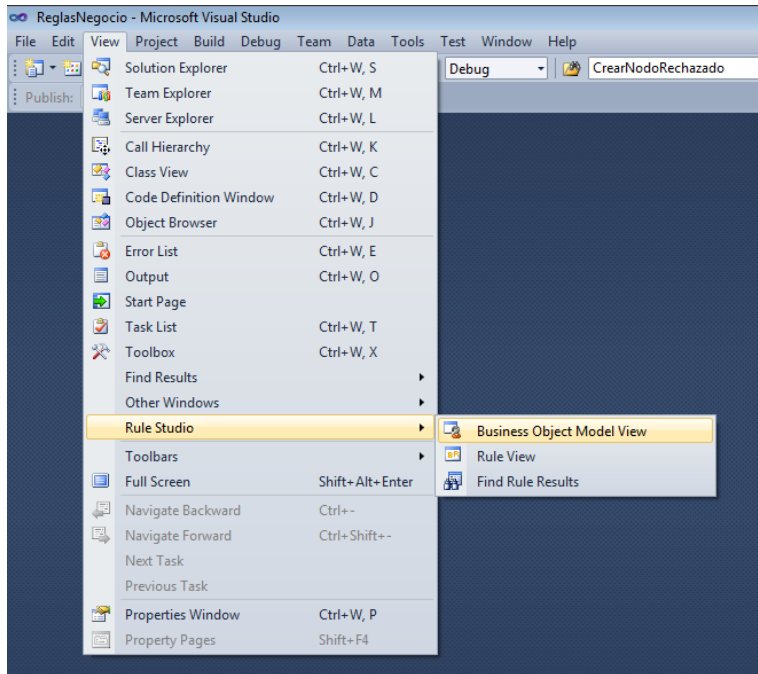 ReglasNegocio - Microsoft Visual Studio
File Edit View Project Build Debug Team Data Tools Test Window Help
Solution Explorer Ctrl+W, S Debug CrearNodoRechazado
Publish: Team Explorer Ctrl+W, M
Server Explorer Ctrl+W, L
Call Hierarchy Ctrl+W, K
Class View Ctrl+W, C
Code Definition Window Ctrl+W, D
Object Browser Ctrl+W, J
Error List Ctrl+W, E
Output Ctrl+W, O
Start Page
Task List Ctrl+W, T
Toolbox Ctrl+W, X
Find Results
Other Windows
Rule Studio Business Object Model View
Toolbars Rule View
Full Screen Shift+Alt+Enter Find Rule Results
Navigate Backward Ctrl+-
Navigate Forward Ctrl+Shift+-
Next Task
Previous Task
Properties Window Ctrl+W, P
Property Pages Shift+F4